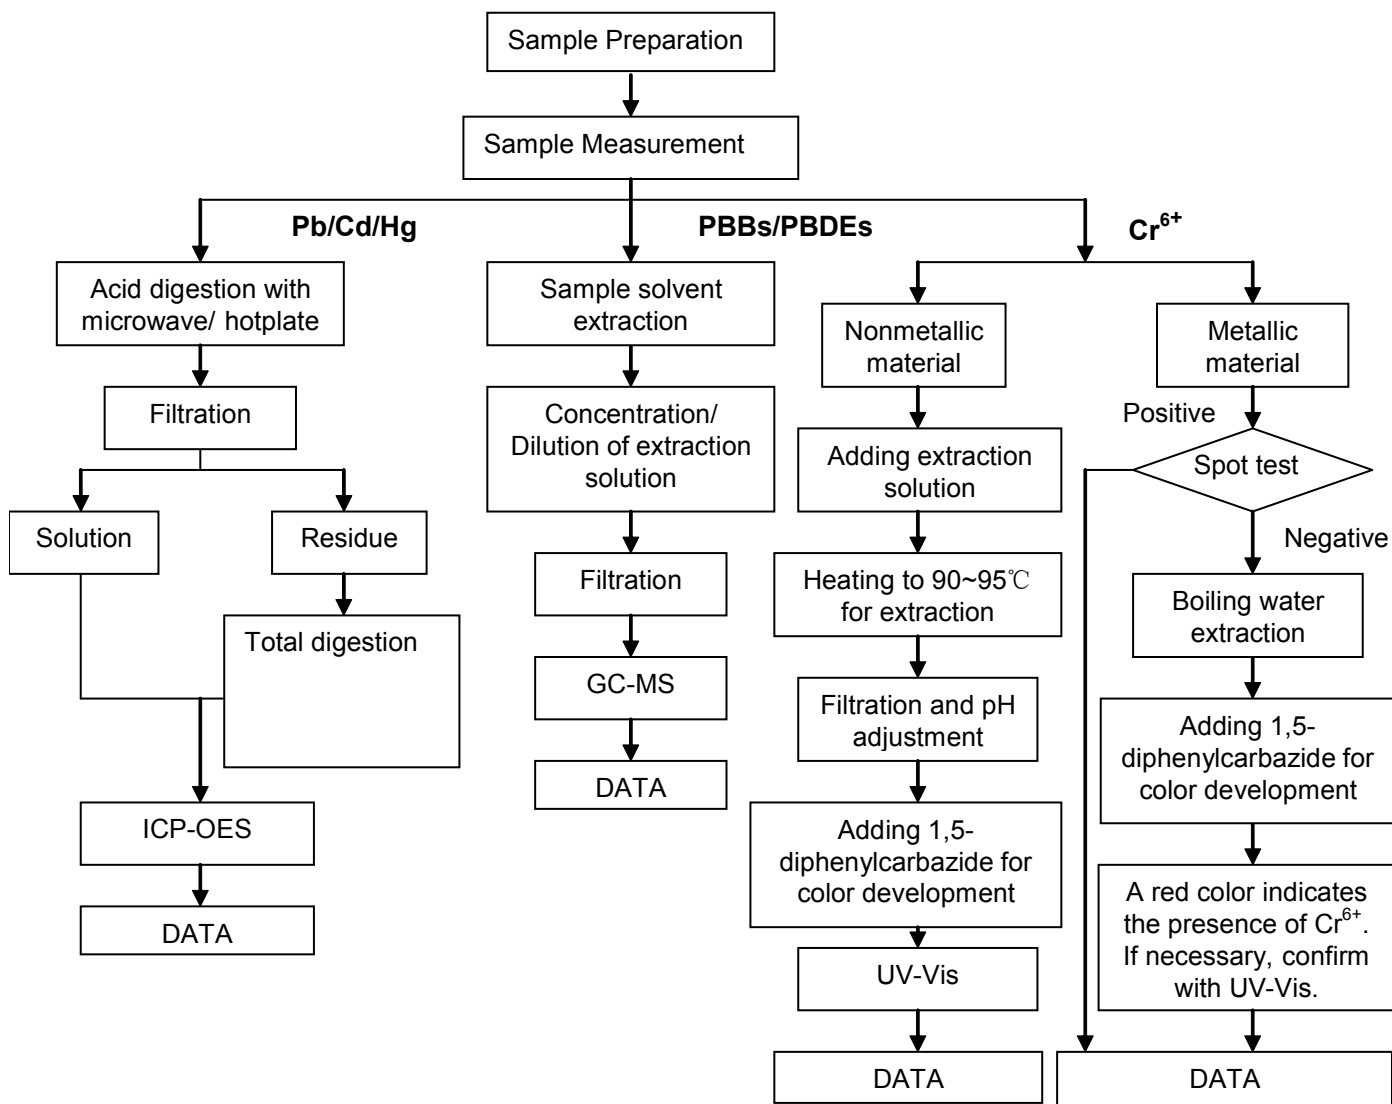 Sample Preparation
Sample Measurement
Pb/Cd/Hg
PBBs/PBDEs
Cr⁶⁺
Acid digestion with
microwave/ hotplate
Filtration
Solution
Residue
Total digestion
ICP-OES
DATA
Sample solvent
extraction
Concentration/
Dilution of extraction
solution
Filtration
GC-MS
DATA
Nonmetallic
material
Adding extraction
solution
Heating to 90~95℃
for extraction
Filtration and pH
adjustment
Adding 1,5-
diphenylcarbazide for
color development
UV-Vis
DATA
Metallic
material
Positive
Spot test
Negative
Boiling water
extraction
Adding 1,5-
diphenylcarbazide for
color development
A red color indicates
the presence of Cr⁶⁺.
If necessary, confirm
with UV-Vis.
DATA